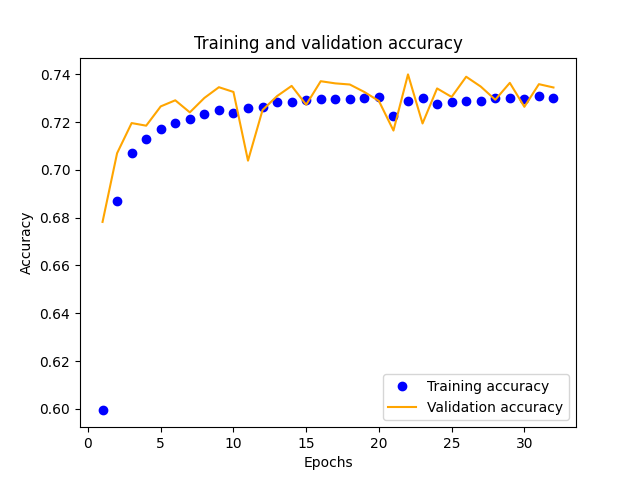 Training and validation accuracy
Accuracy
0.74
0.72
0.70
0.68
0.66
0.64
0.62
0.60
Training accuracy
Validation accuracy
0 5 10 15 20 25 30
Epochs